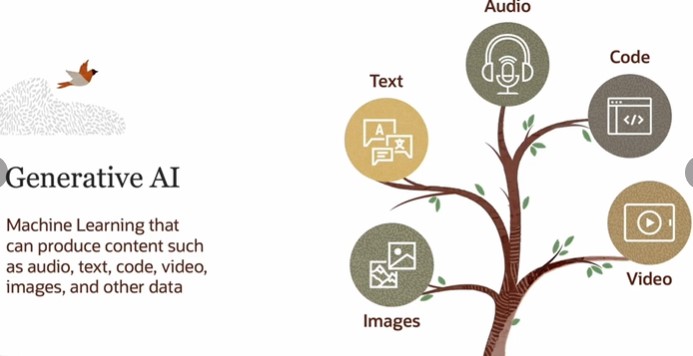 Audio
Code
Text
Generative AI
Machine Learning that
can produce content such
as audio, text, code, video,
images, and other data
A
文
</>
Video
Images